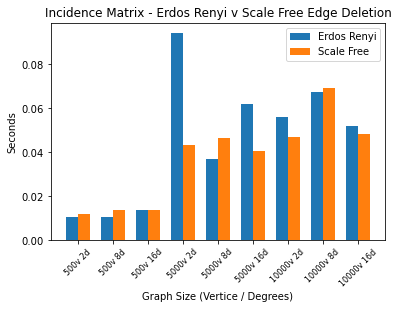 Incidence Matrix - Erdos Renyi v Scale Free Edge Deletion
Erdos Renyi
Scale Free
Seconds
0.08
0.06
0.04
0.02
0.00
500v 2d
500v 8d
500v 16d
5000v 2d
5000v 8d
5000v 16d
10000v 2d
10000v 8d
10000v 16d
Graph Size (Vertice / Degrees)